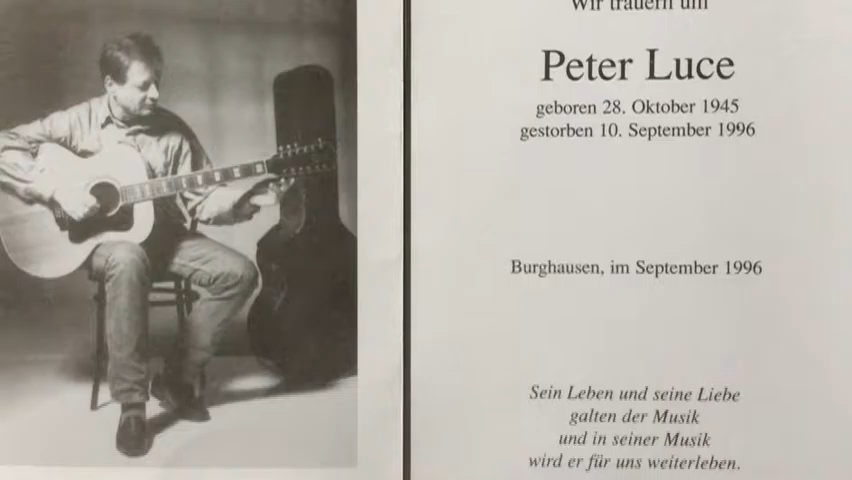 Wir trauern um
Peter Luce
geboren 28. Oktober 1945
gestorben 10. September 1996
Burghausen, im September 1996
Sein Leben und seine Liebe
galten der Musik
und in seiner Musik
wird er für uns weiterleben.